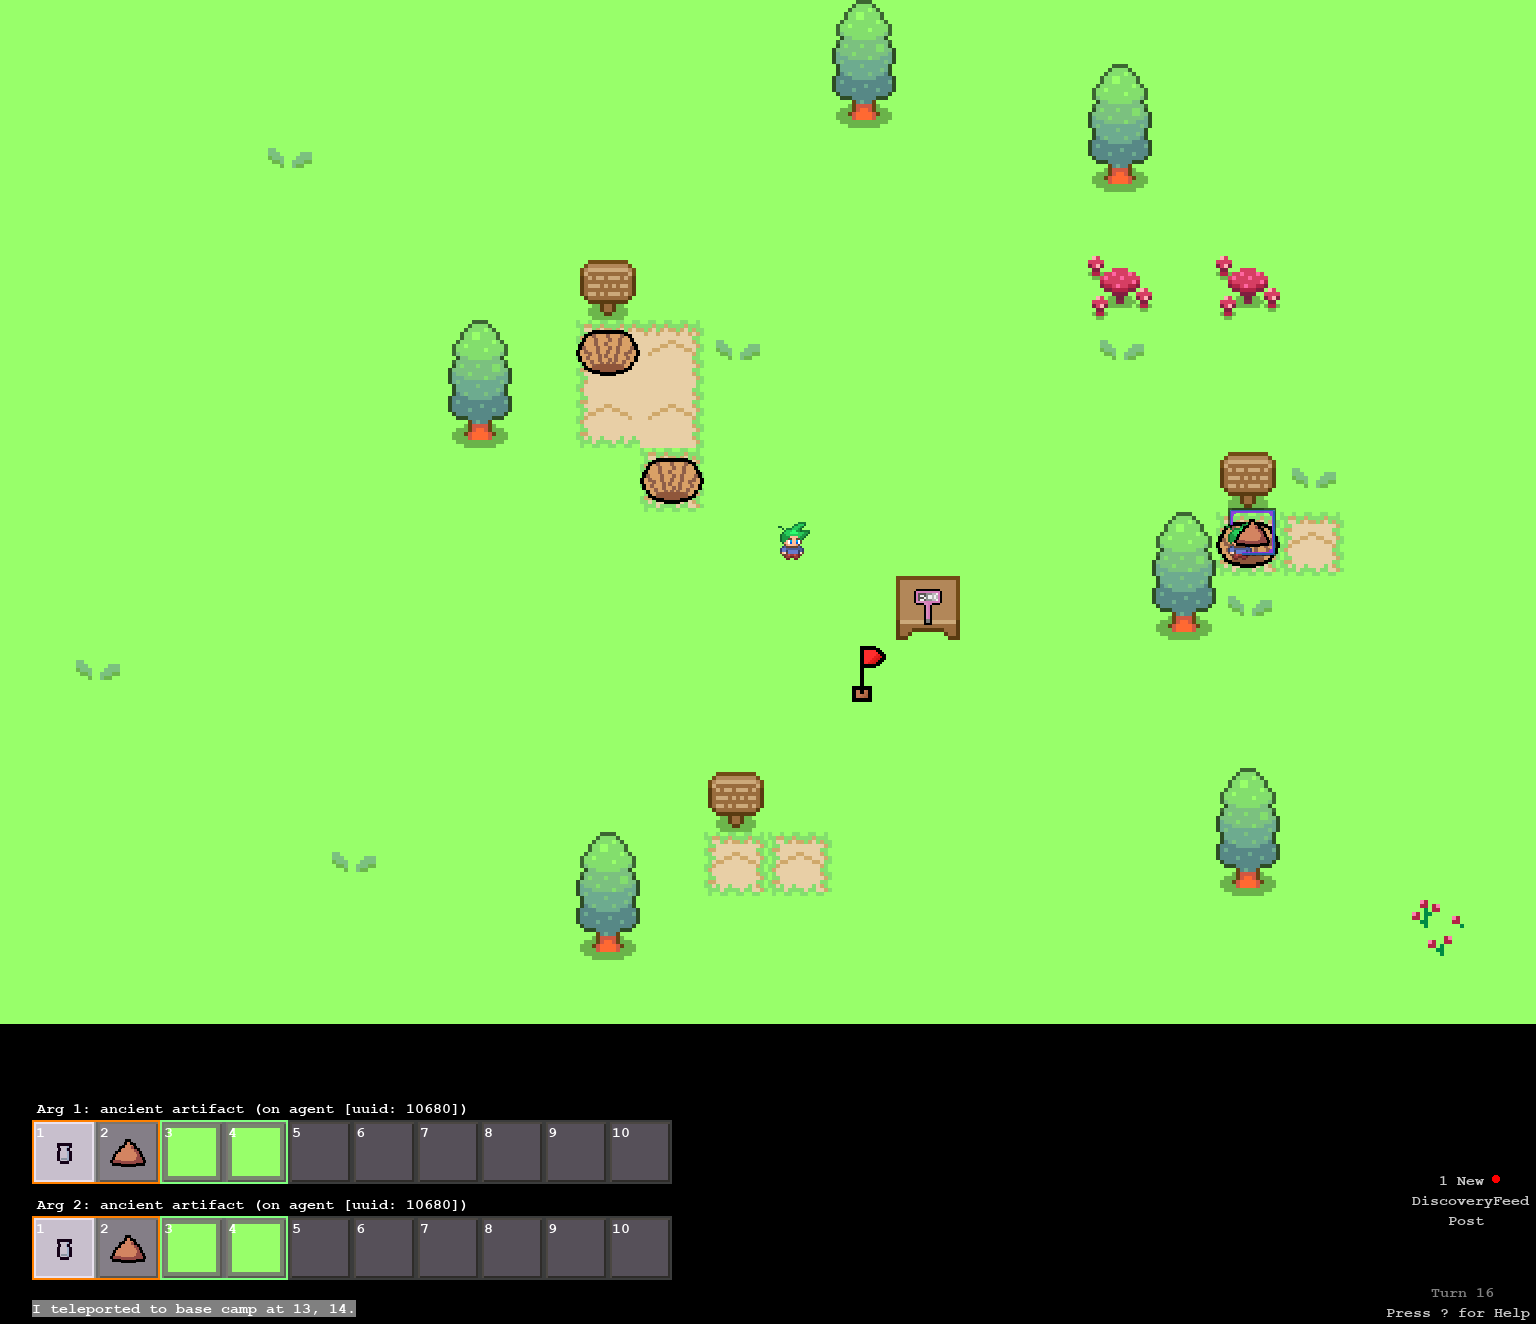 Arg 1: ancient artifact (on agent [uuid: 10680])
1 2 3 4 5 6 7 8 9 10
Arg 2: ancient artifact (on agent [uuid: 10680])
1 2 3 4 5 6 7 8 9 10
I teleported to base camp at 13, 14.
1 New
DiscoveryFeed
Post
Turn 16
Press ? for Help